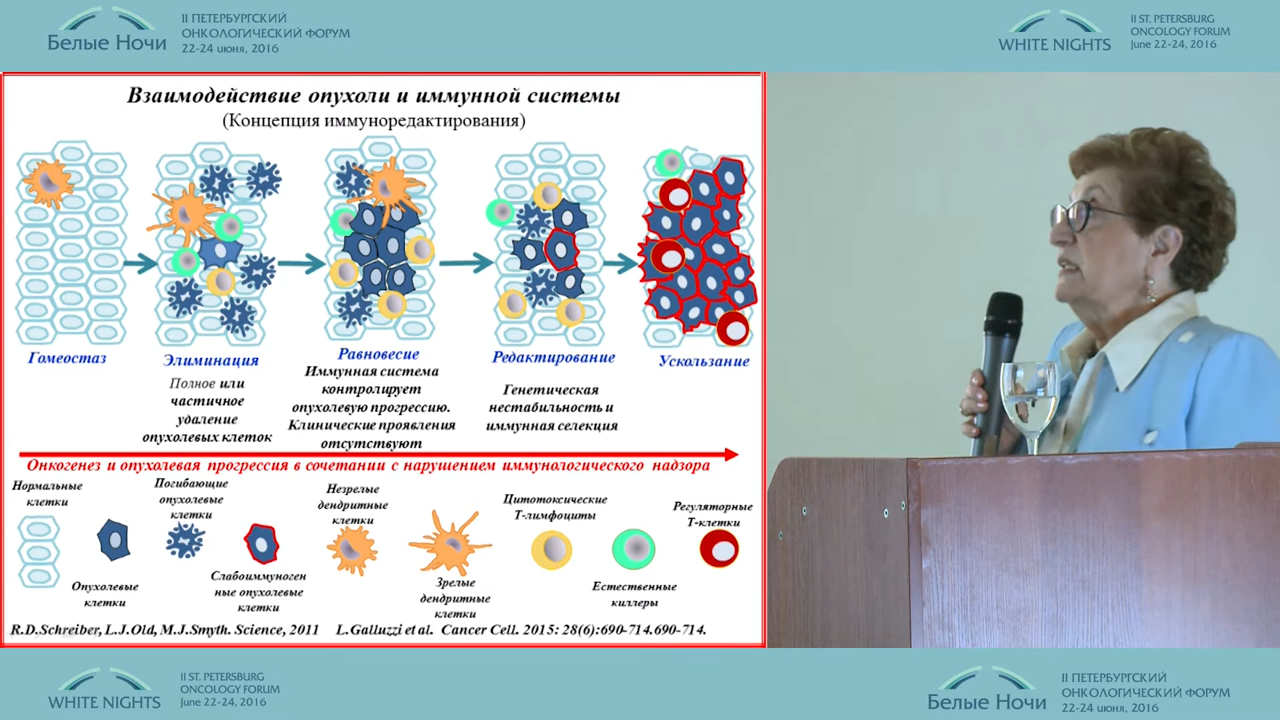 Белые Ночи
II ПЕТЕРБУРГСКИЙ
ОНКОЛОГИЧЕСКИЙ ФОРУМ
22-24 июня, 2016
WHITE NIGHTS
II ST. PETERSBURG
ONCOLOGY FORUM
June 22-24, 2016
Взаимодействие опухоли и иммунной системы
(Концепция иммуноредактирования)
Гомеостаз
Элиминация
Полное или
частичное
удаление
опухолевых клеток
Равновесие
Иммунная система
контролирует
опухолевую прогрессию.
Клинические проявления
отсутствуют
Редактирование
Генетическая
нестабильность и
иммунная селекция
Ускользание
Онкогенез и опухолевая прогрессия в сочетании с нарушением иммунологического надзора
Нормальные
клетки
Опухолевые
клетки
Погибающие
опухолевые
клетки
Слабоиммуноген
ные опухолевые
клетки
Незрелые
дендритные
клетки
Зрелые
дендритные
клетки
Цитотоксические
Т-лимфоциты
Естественные
киллеры
Регуляторные
Т-клетки
R.D.Schreiber, L.J.Old, M.J.Smyth. Science, 2011 L.Galluzzi et al. Cancer Cell. 2015: 28(6):690-714.690-714.
WHITE NIGHTS
II ST. PETERSBURG
ONCOLOGY FORUM
June 22-24, 2016
Белые Ночи
II ПЕТЕРБУРГСКИЙ
ОНКОЛОГИЧЕСКИЙ ФОРУМ
22-24 июня, 2016